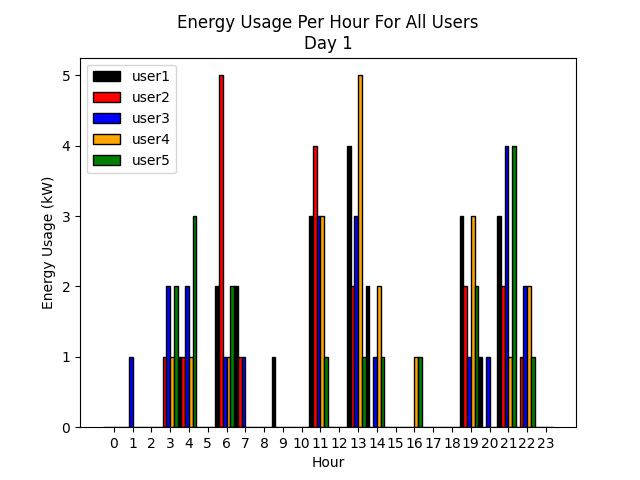 Energy Usage Per Hour For All Users
Day 1
user1
user2
user3
user4
user5
Energy Usage (kW)
5
4
3
2
1
0
0 1 2 3 4 5 6 7 8 9 10 11 12 13 14 15 16 17 18 19 20 21 22 23
Hour